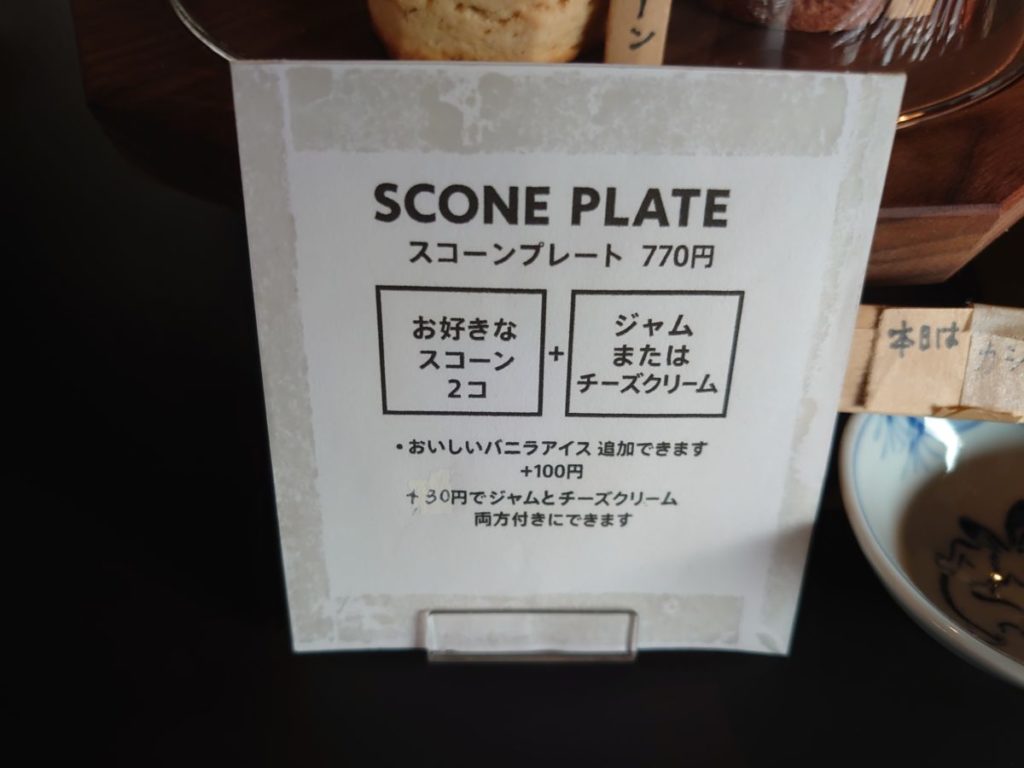 ーン
SCONE PLATE
スコーンプレート 770円
お好きな
スコーン
2コ
+
ジャム
または
チーズクリーム
・おいしいバニラアイス 追加できます
+100円
+30円でジャムとチーズクリーム
両方付きにできます
本日は
カシ